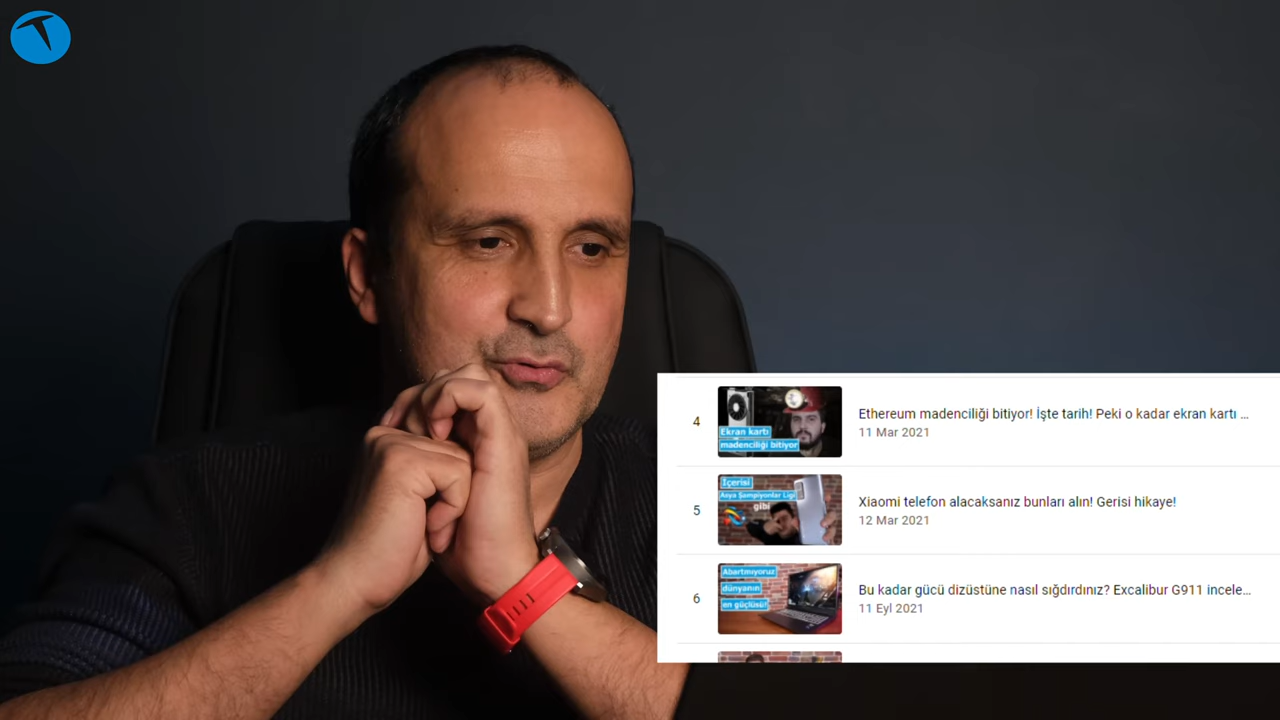 4
Ekran kartı
madenciliği bitiyor
Ethereum madenciliği bitiyor! İşte tarih! Peki o kadar ekran kartı ...
11 Mar 2021
5
İçerisi
Asya Şampiyonlar Ligi
gibi
Xiaomi telefon alacaksanız bunları alın! Gerisi hikaye!
12 Mar 2021
6
Abartmıyoruz
dünyanın
en güçlüsü!
Bu kadar gücü dizüstüne nasıl sığdırdınız? Excalibur G911 incele...
11 Eyl 2021